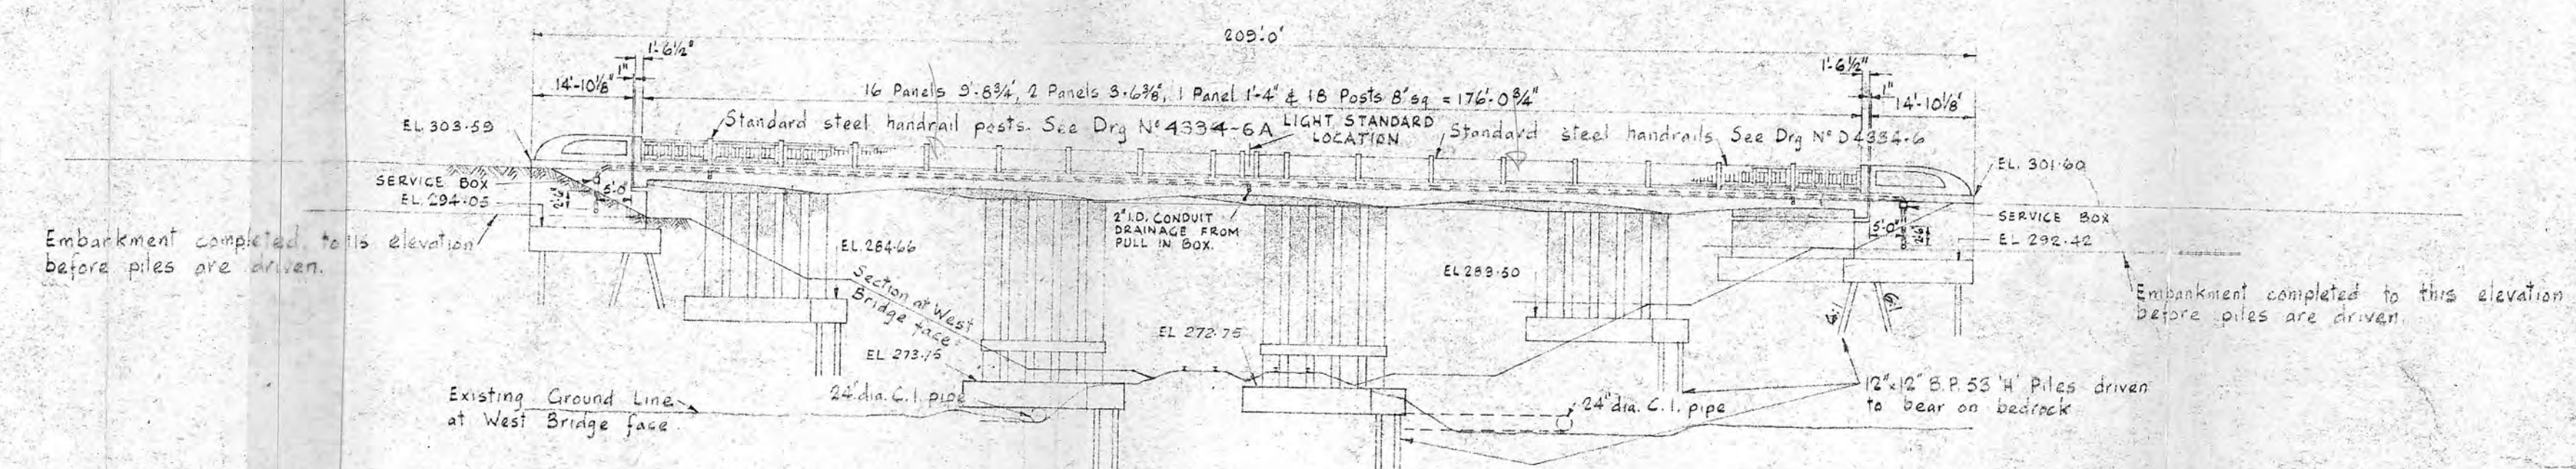 209'-0"
1'-6½"
1'-6½"
1"
14'-10⅛"
16 Panels 9'-8¾", 2 Panels 3'-6⅜", 1 Panel 1'-4" & 18 Posts 8" sq = 176'-0¾"
1"
14'-10⅛"
EL 303.59
Standard steel handrail posts. See Drg Nº 4334-6A
LIGHT STANDARD
LOCATION
Standard steel handrails. See Drg Nº D4334-6
EL. 301.60
SERVICE BOX
EL. 294.05
5'-0"
2" I.D. CONDUIT
DRAINAGE FROM
PULL IN BOX.
5'-0"
SERVICE BOX
EL 292.42
Embankment completed to this elevation
before piles are driven.
EL. 284.66
Section at West
Bridge face
EL 289.50
Embankment completed to this elevation
before piles are driven.
EL 273.75
EL 272.75
Existing Ground Line
at West Bridge face
24" dia. C.I. pipe
24" dia. C.I. pipe
12"x12" B.P. 53 'H' Piles driven
to bear on bedrock